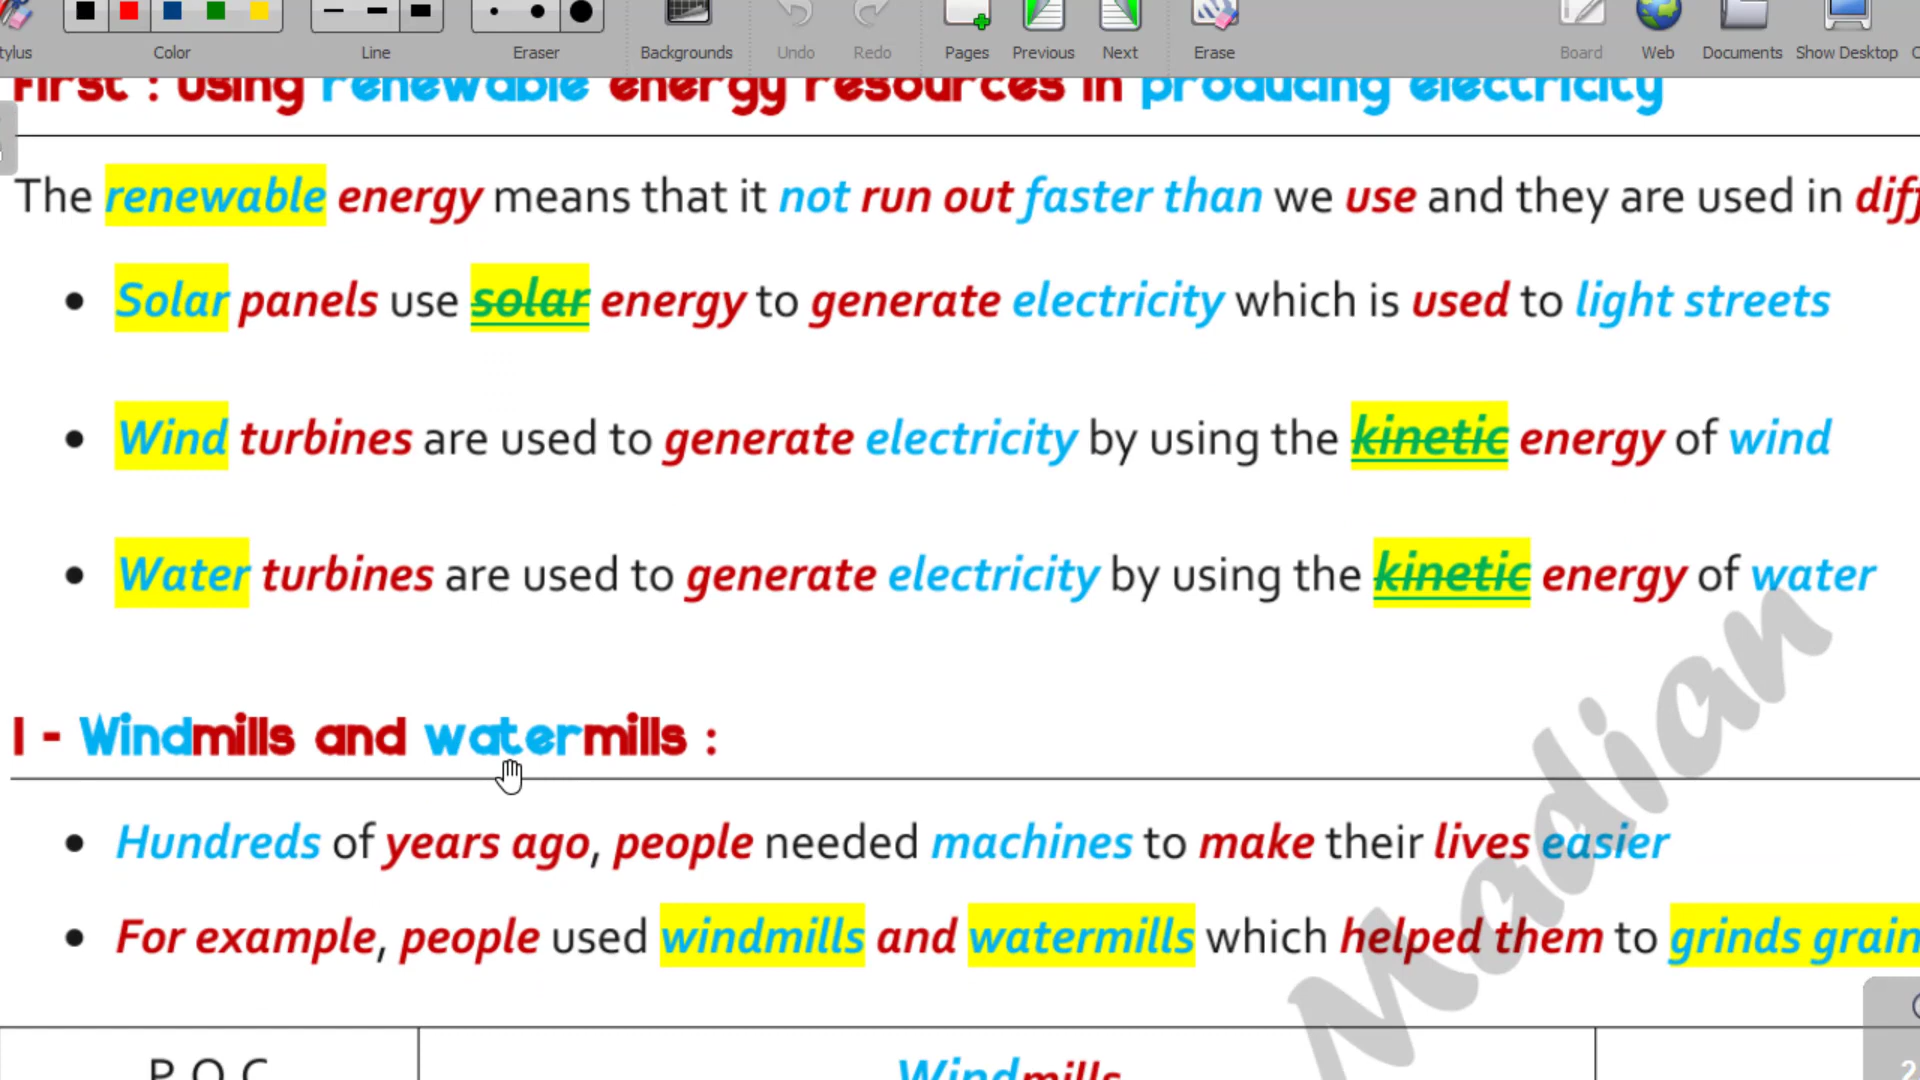 Color Line Eraser Backgrounds Undo Redo Pages Previous Next Erase Board Web Documents Show Desktop
First : Using renewable energy resources in producing electricity
The renewable energy means that it not run out faster than we use and they are used in
• Solar panels use solar energy to generate electricity which is used to light streets
• Wind turbines are used to generate electricity by using the kinetic energy of wind
• Water turbines are used to generate electricity by using the kinetic energy of water
1 - Windmills and watermills :
• Hundreds of years ago, people needed machines to make their lives easier
• For example, people used windmills and watermills which helped them to grinds grain
P.O.C Windmills
Madian